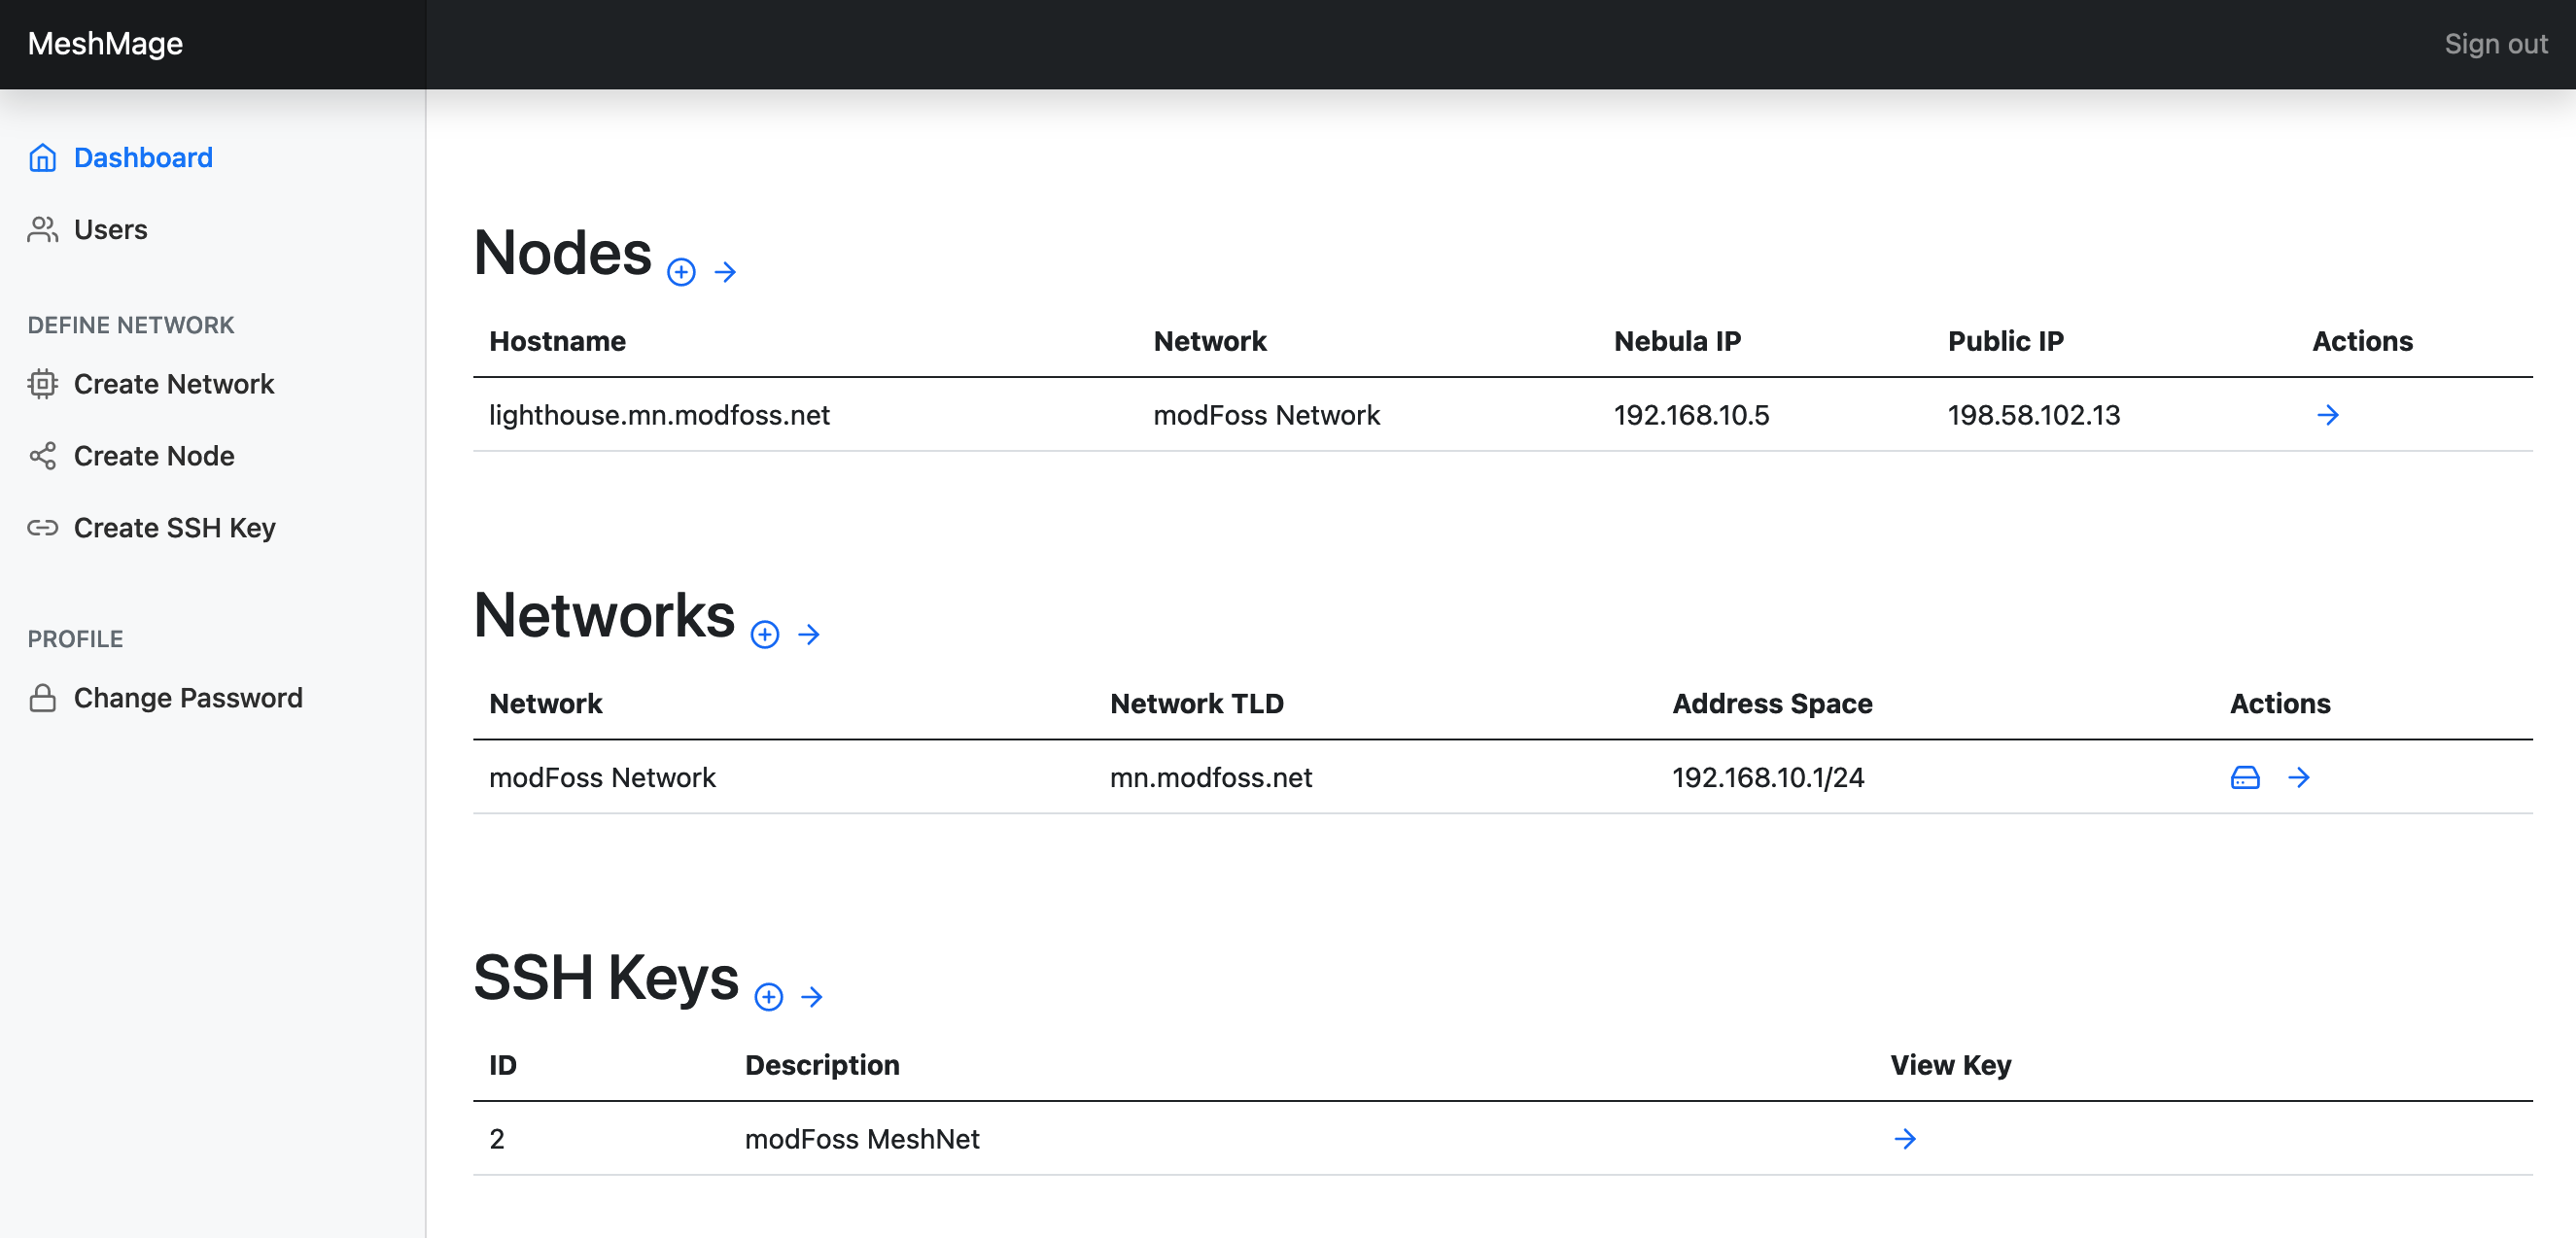 MeshMage
Sign out
Dashboard
Users
DEFINE NETWORK
Create Network
Create Node
Create SSH Key
PROFILE
Change Password
Nodes
Hostname Network Nebula IP Public IP Actions
lighthouse.mn.modfoss.net modFoss Network 192.168.10.5 198.58.102.13
Networks
Network Network TLD Address Space Actions
modFoss Network mn.modfoss.net 192.168.10.1/24
SSH Keys
ID Description View Key
2 modFoss MeshNet